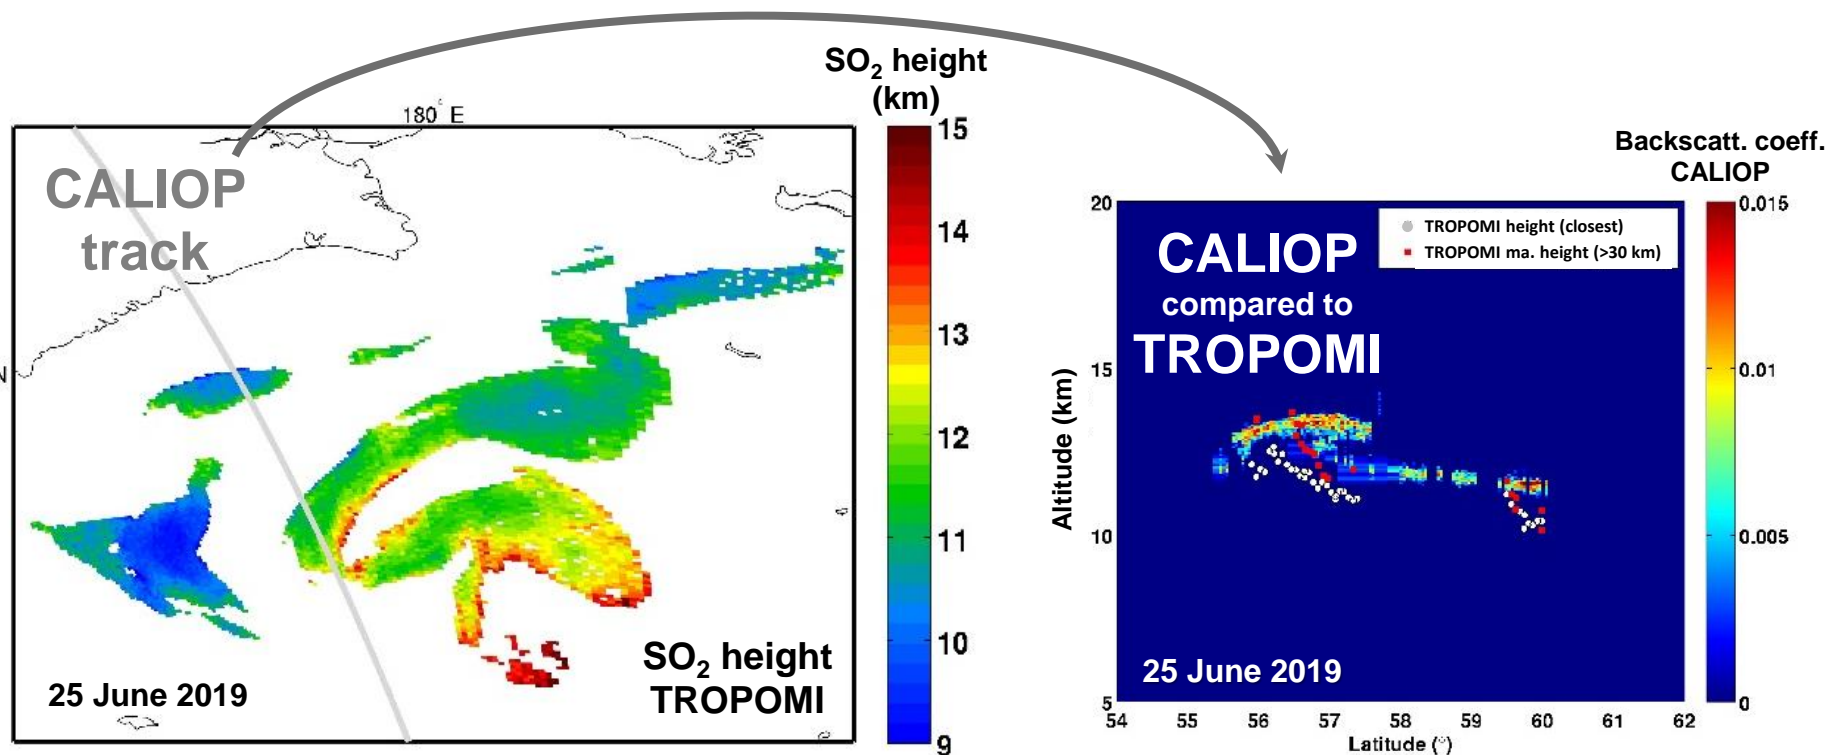 SO₂ height
(km)
180° E
CALIOP
track
N
15
14
13
12
11
10
9
25 June 2019
SO₂ height
TROPOMI
Backscatt. coeff.
CALIOP
0.015
0.01
0.005
0
TROPOMI height (closest)
TROPOMI ma. height (>30 km)
CALIOP
compared to
TROPOMI
25 June 2019
Altitude (km)
20
15
10
5
54 55 56 57 58 59 60 61 62
Latitude (°)